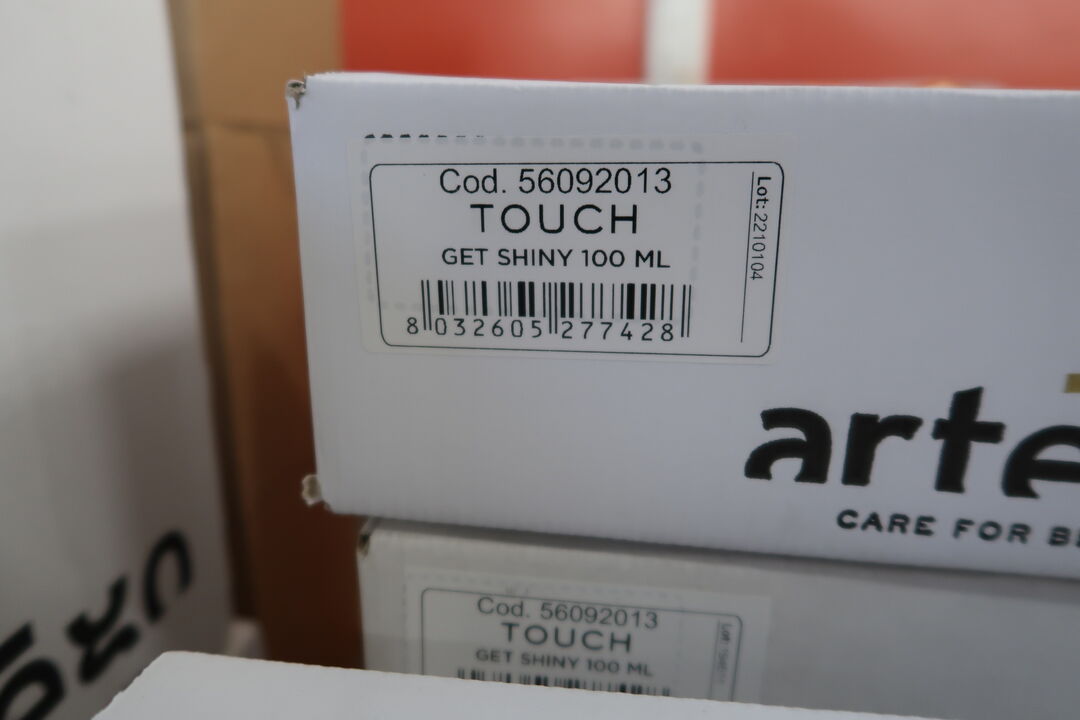 Cod. 56092013
TOUCH
GET SHINY 100 ML
8 032605 277428
Lot: 2210104
arte
CARE FOR B
Cod. 56092013
TOUCH
GET SHINY 100 ML
Lot: